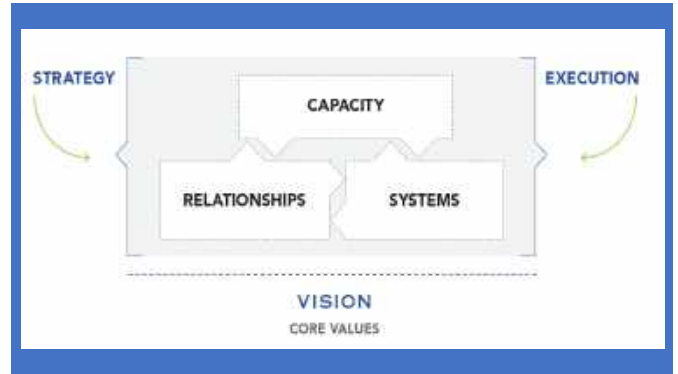 STRATEGY
EXECUTION
CAPACITY
RELATIONSHIPS
SYSTEMS
VISION
CORE VALUES